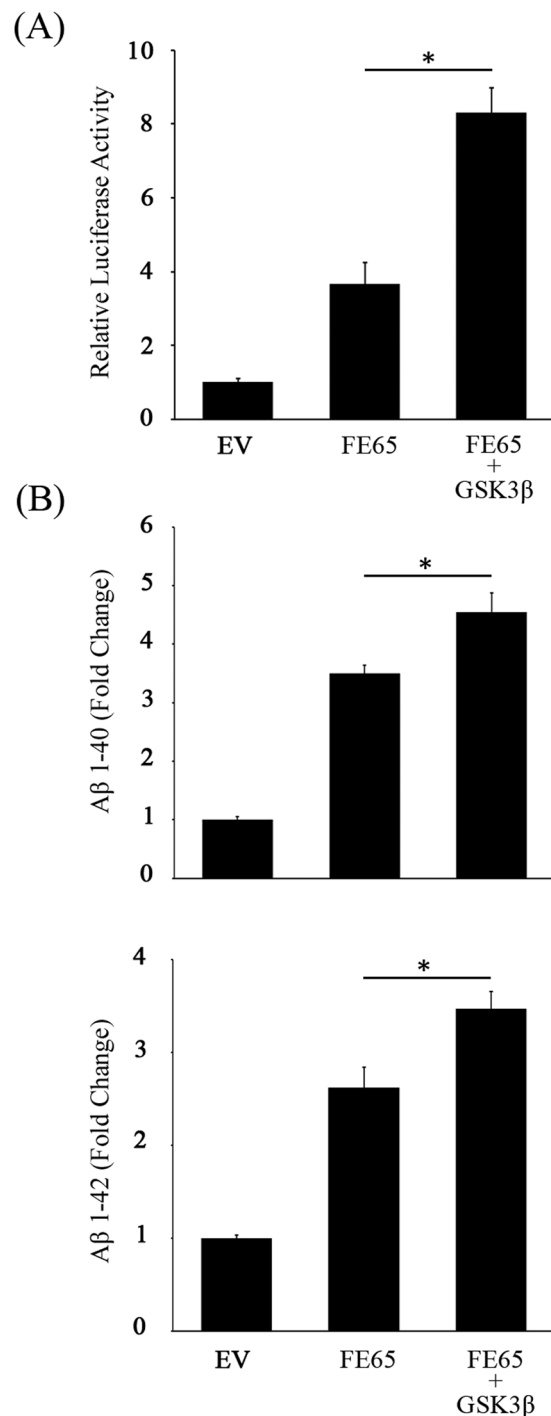 (A)
Relative Luciferase Activity
10
8
6
4
2
0
*
EV
FE65
FE65
+
GSK3β
(B)
Aβ 1-40 (Fold Change)
6
5
4
3
2
1
0
*
Aβ 1-42 (Fold Change)
4
3
2
1
0
*
EV
FE65
FE65
+
GSK3β